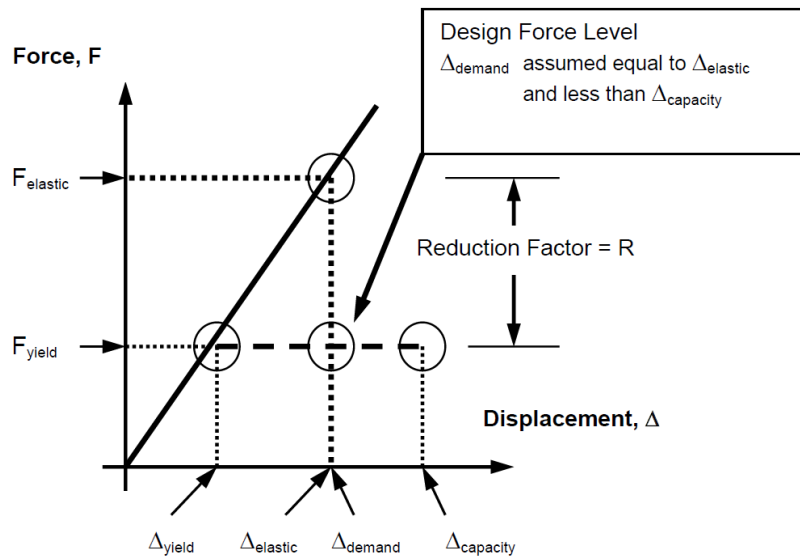 Design Force Level
Δdemand assumed equal to Δelastic
and less than Δcapacity
Force, F
Felastic
Reduction Factor = R
Fyield
Displacement, Δ
Δyield
Δelastic
Δdemand
Δcapacity